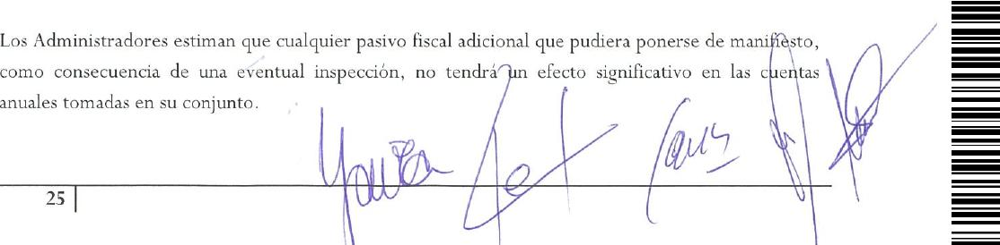 Los Administradores estiman que cualquier pasivo fiscal adicional que pudiera ponerse de manifiesto,
como consecuencia de una eventual inspección, no tendrá un efecto significativo en las cuentas
anuales tomadas en su conjunto.
25